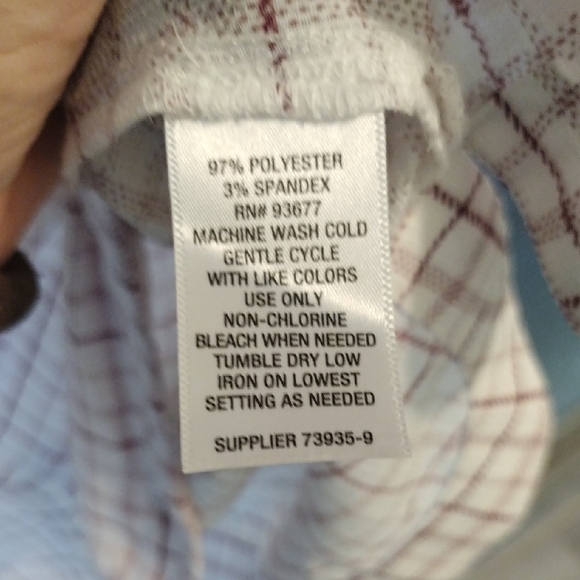 97% POLYESTER
3% SPANDEX
RN# 93677
MACHINE WASH COLD
GENTLE CYCLE
WITH LIKE COLORS
USE ONLY
NON-CHLORINE
BLEACH WHEN NEEDED
TUMBLE DRY LOW
IRON ON LOWEST
SETTING AS NEEDED
SUPPLIER 73935-9